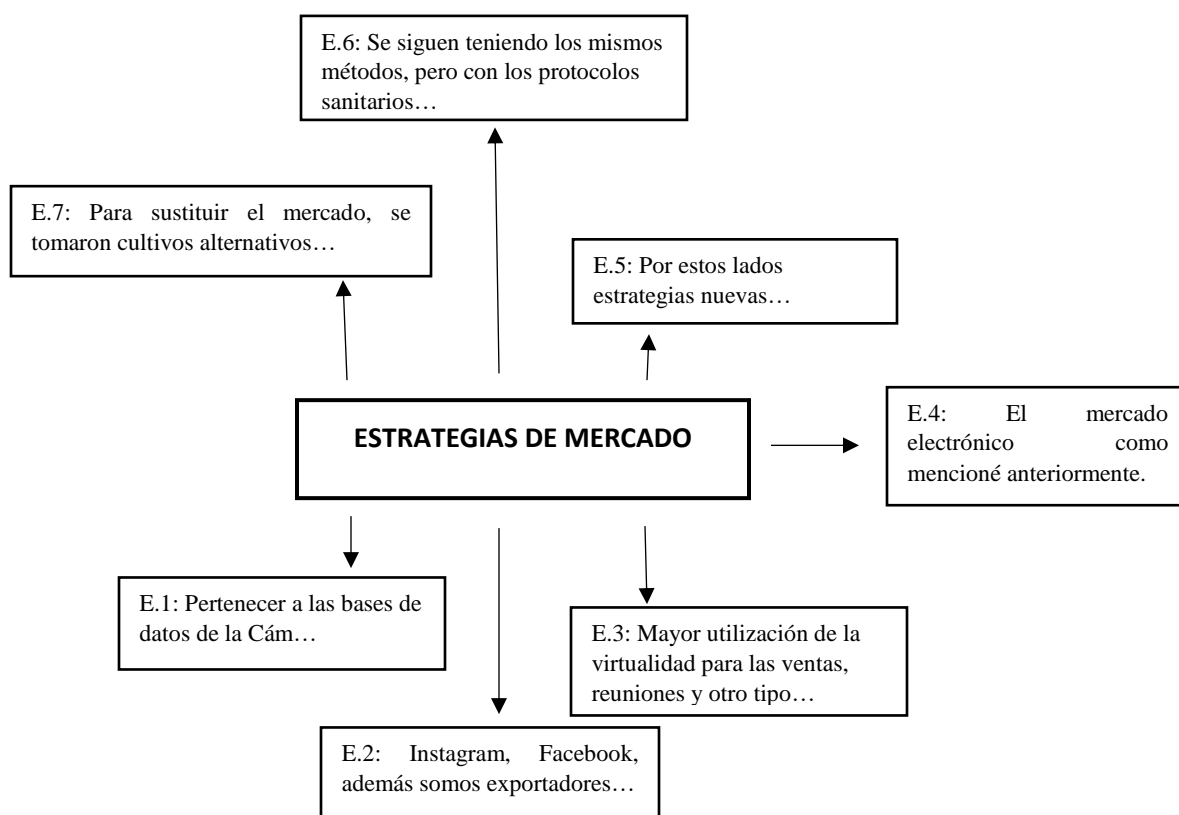 E.6: Se siguen teniendo los mismos
métodos, pero con los protocolos
sanitarios…
E.7: Para sustituir el mercado, se
tomaron cultivos alternativos…
E.5: Por estos lados
estrategias nuevas…
ESTRATEGIAS DE MERCADO
E.4: El mercado
electrónico como
mencioné anteriormente.
E.1: Pertenecer a las bases de
datos de la Cám…
E.3: Mayor utilización de la
virtualidad para las ventas,
reuniones y otro tipo…
E.2: Instagram, Facebook,
además somos exportadores…